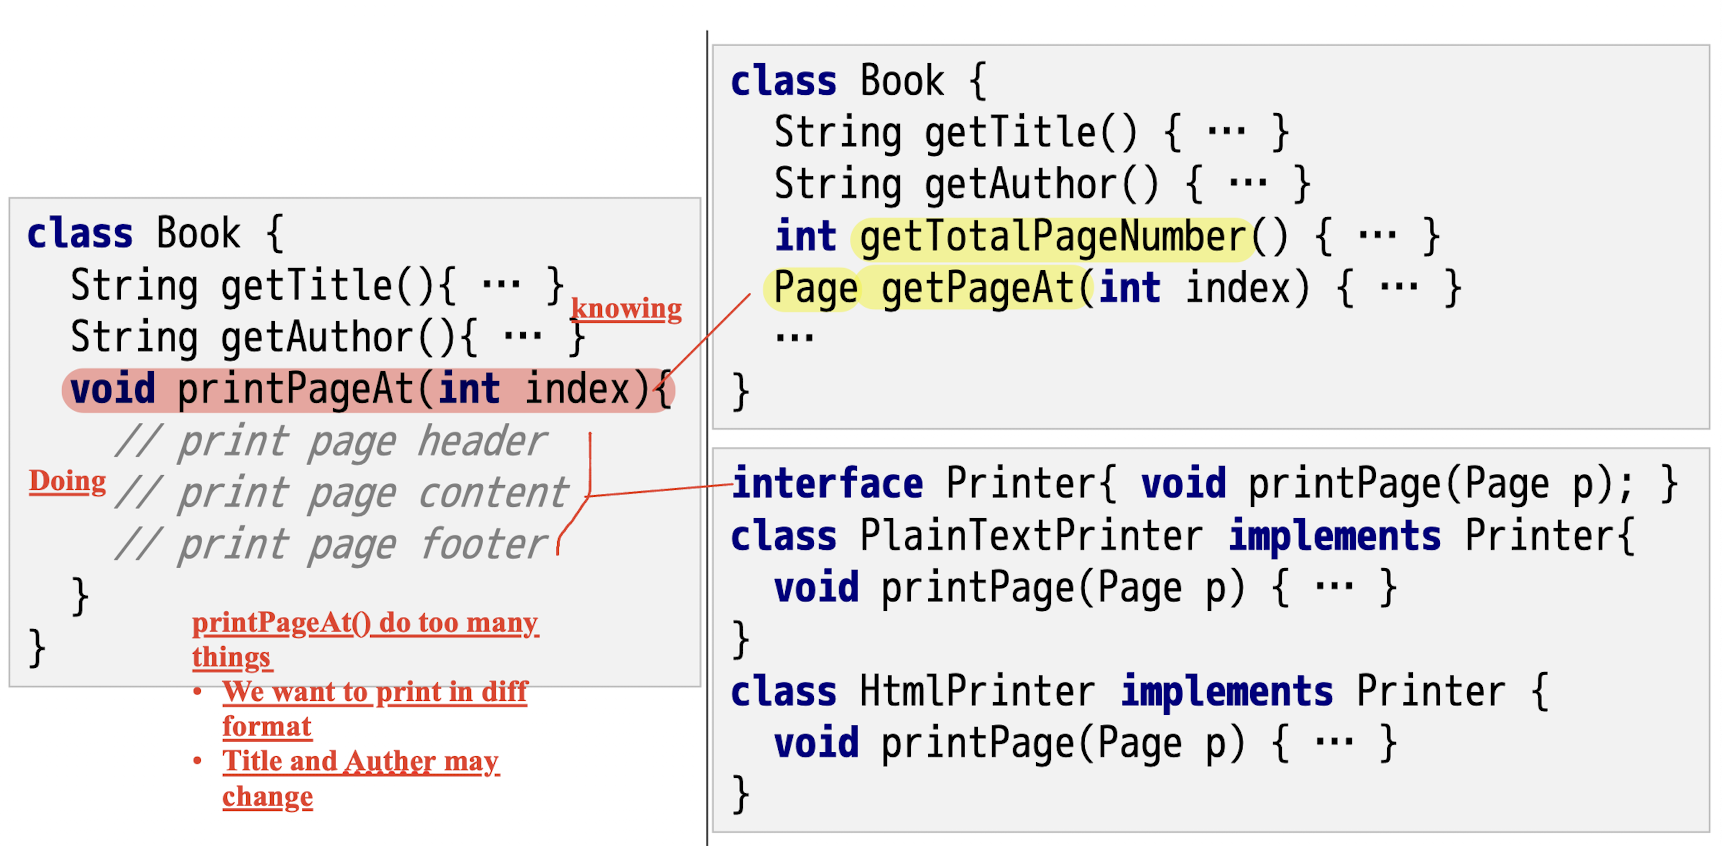 class Book {
String getTitle(){ ··· }
knowing
String getAuthor(){ ··· }
void printPageAt(int index){
// print page header
Doing
// print page content
// print page footer
}
}
printPageAt() do too many
things
• We want to print in diff
format
• Title and Auther may
change
class Book {
String getTitle() { ··· }
String getAuthor() { ··· }
int getTotalPageNumber() { ··· }
Page getPageAt(int index) { ··· }
···
}
interface Printer{ void printPage(Page p); }
class PlainTextPrinter implements Printer{
void printPage(Page p) { ··· }
}
class HtmlPrinter implements Printer {
void printPage(Page p) { ··· }
}